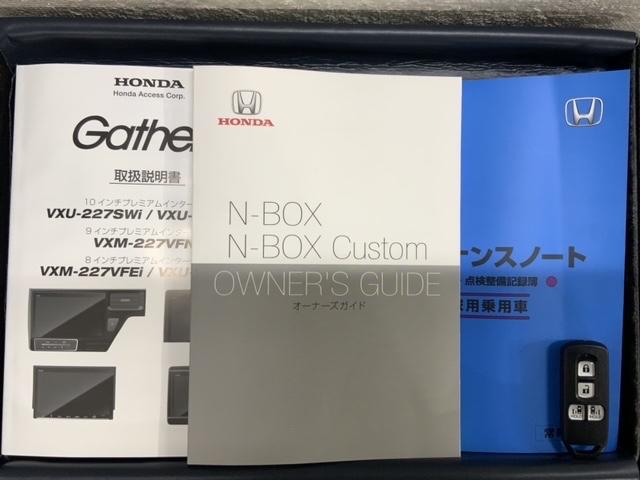 HONDA
Honda Access Corp.
Gathe
取扱説明書
10インチプレミアムインター
VXU-227SWi / VXU-
9インチプレミアムインター
VXM-227VFN
8インチプレミアムインター
VXM-227VFEi / VXU
HONDA
N-BOX
N-BOX Custom
OWNER'S GUIDE
オーナーズガイド
ンスノート
点検整備記録簿
用乗用車
HOLD
HOLD